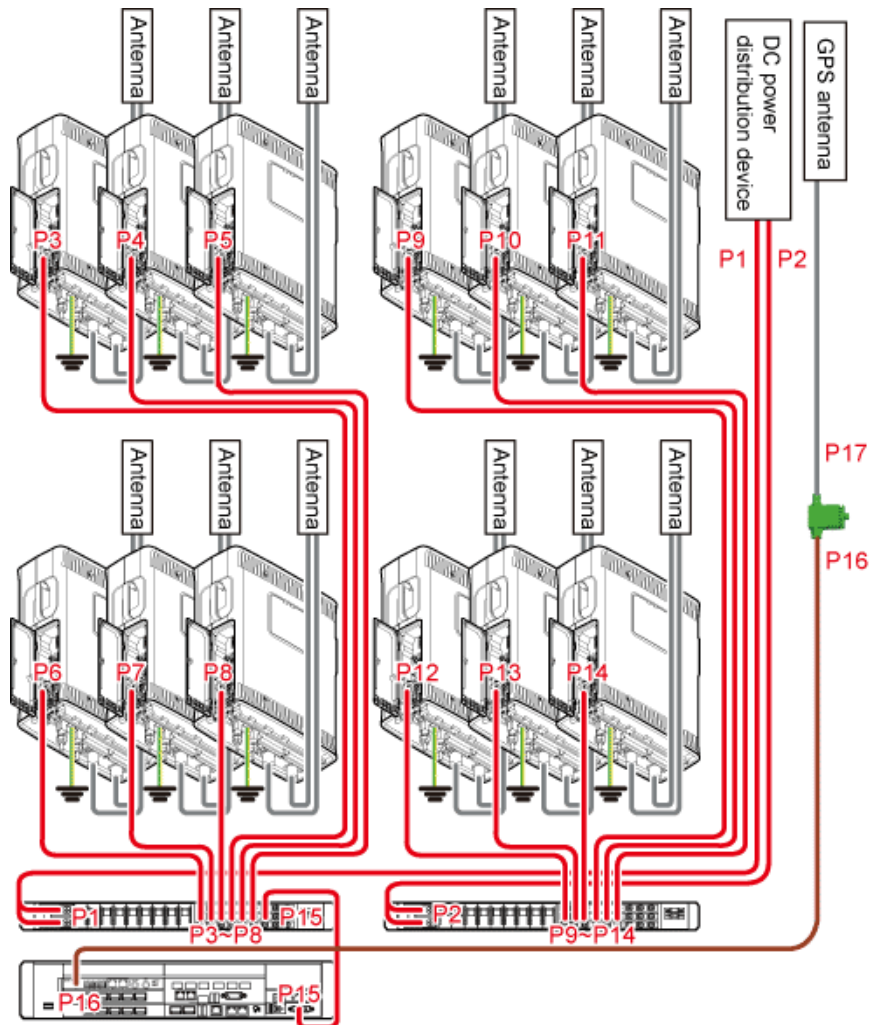 Antenna
Antenna
Antenna
Antenna
Antenna
Antenna
DC power
distribution device
GPS antenna
P3
P4
P5
P9
P10
P11
P1
P2
Antenna
Antenna
Antenna
Antenna
Antenna
Antenna
P17
P16
P6
P7
P8
P12
P13
P14
P1
P3~P8
P15
P2
P9~P14
P16
P15